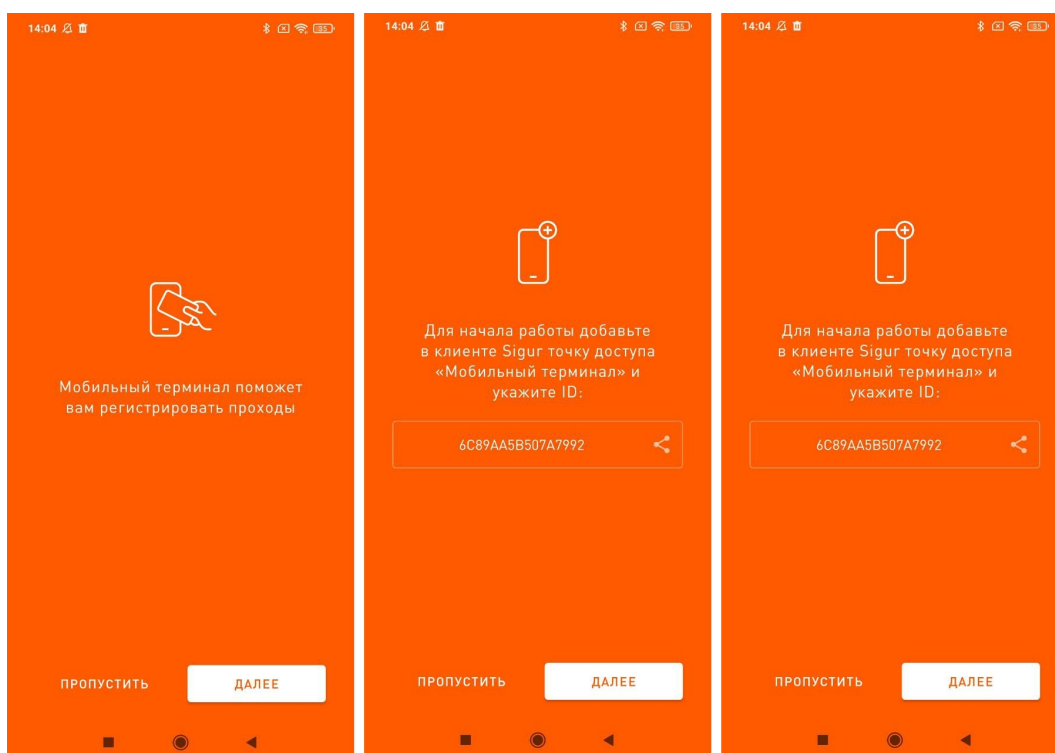 14:04
Мобильный терминал поможет
вам регистрировать проходы
ПРОПУСТИТЬ
ДАЛЕЕ
14:04
Для начала работы добавьте
в клиенте Sigur точку доступа
«Мобильный терминал» и
укажите ID:
6C89AA5B507A7992
ПРОПУСТИТЬ
ДАЛЕЕ
14:04
Для начала работы добавьте
в клиенте Sigur точку доступа
«Мобильный терминал» и
укажите ID:
6C89AA5B507A7992
ПРОПУСТИТЬ
ДАЛЕЕ